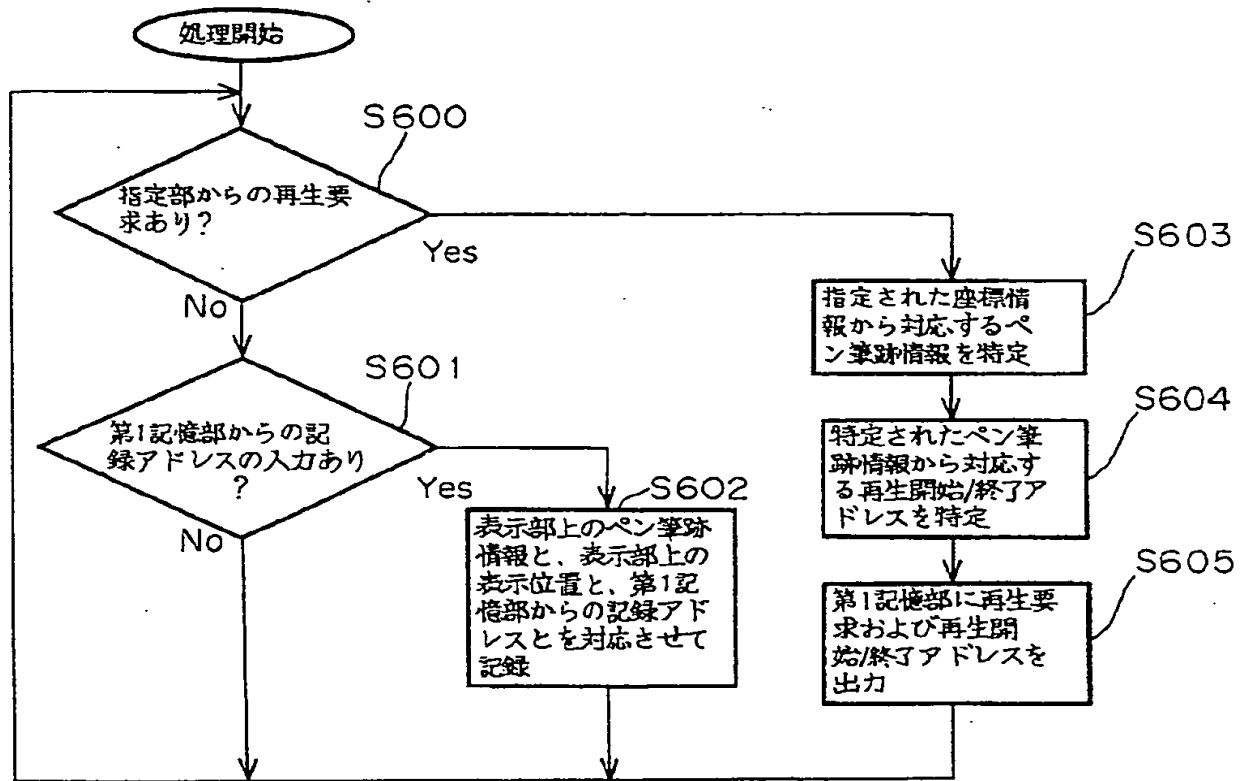 処理開始
S600
指定部からの再生要
求あり?
Yes
No
S601
第1記憶部からの記
録アドレスの入力あり
?
Yes
No
S602
表示部上のペン筆跡
情報と、表示部上の
表示位置と、第1記
憶部からの記録アド
レスとを対応させて
記録
S603
指定された座標情
報から対応するペ
ン筆跡情報を特定
S604
特定されたペン筆
跡情報から対応す
る再生開始/終了ア
ドレスを特定
S605
第1記憶部に再生要
求および再生開
始/終了アドレスを
出力